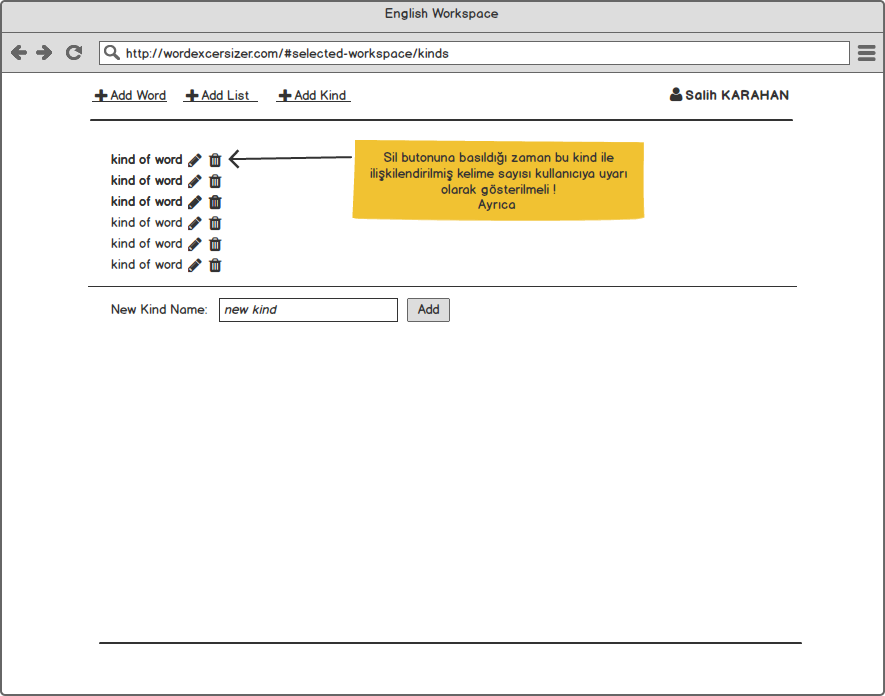 English Workspace
http://wordexcersizer.com/#selected-workspace/kinds
Add Word Add List Add Kind Salih KARAHAN
kind of word
Sil butonuna basıldığı zaman bu kind ile
ilişkilendirilmiş kelime sayısı kullanıcıya uyarı
olarak gösterilmeli !
Ayrıca
kind of word
kind of word
kind of word
kind of word
kind of word
New Kind Name: new kind Add